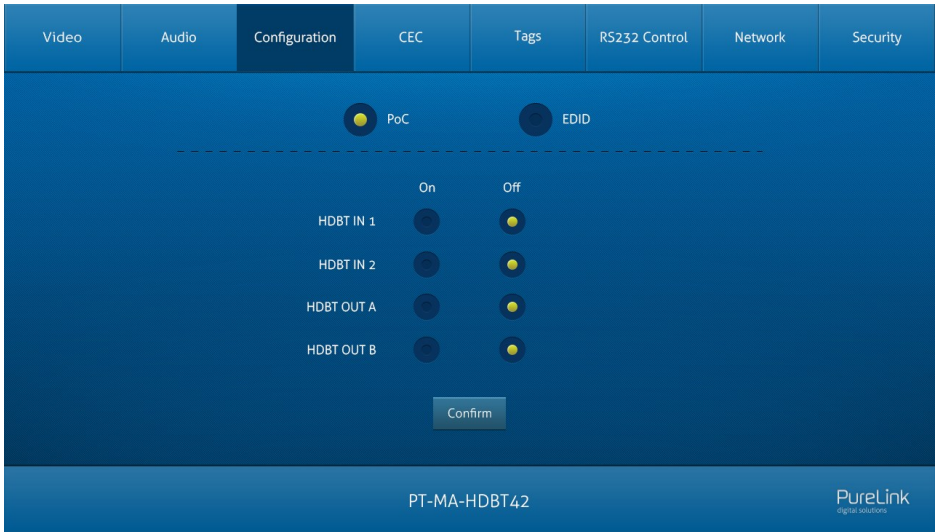 Video Audio Configuration CEC Tags RS232 Control Network Security
PoC EDID
On Off
HDBT IN 1
HDBT IN 2
HDBT OUT A
HDBT OUT B
Confirm
PT-MA-HDBT42
PureLink
digital solutions